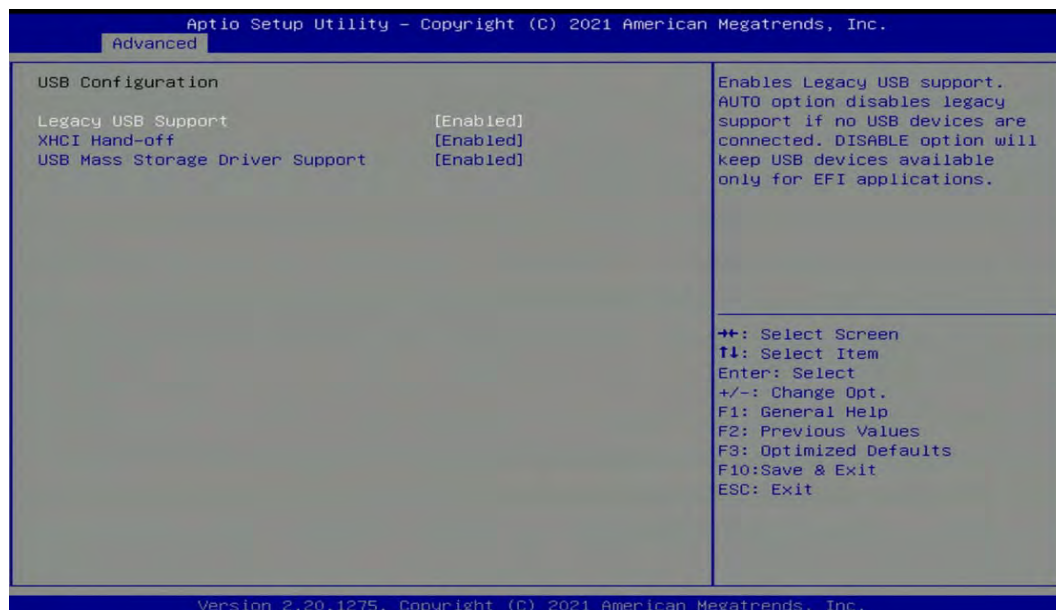 Aptio Setup Utility – Copyright (C) 2021 American Megatrends, Inc.
Advanced
USB Configuration
Legacy USB Support [Enabled]
XHCI Hand-off [Enabled]
USB Mass Storage Driver Support [Enabled]
Enables Legacy USB support.
AUTO option disables legacy
support if no USB devices are
connected. DISABLE option will
keep USB devices available
only for EFI applications.
→←: Select Screen
↑↓: Select Item
Enter: Select
+/-: Change Opt.
F1: General Help
F2: Previous Values
F3: Optimized Defaults
F10:Save & Exit
ESC: Exit
Version 2.20.1275. Copyright (C) 2021 American Megatrends, Inc.